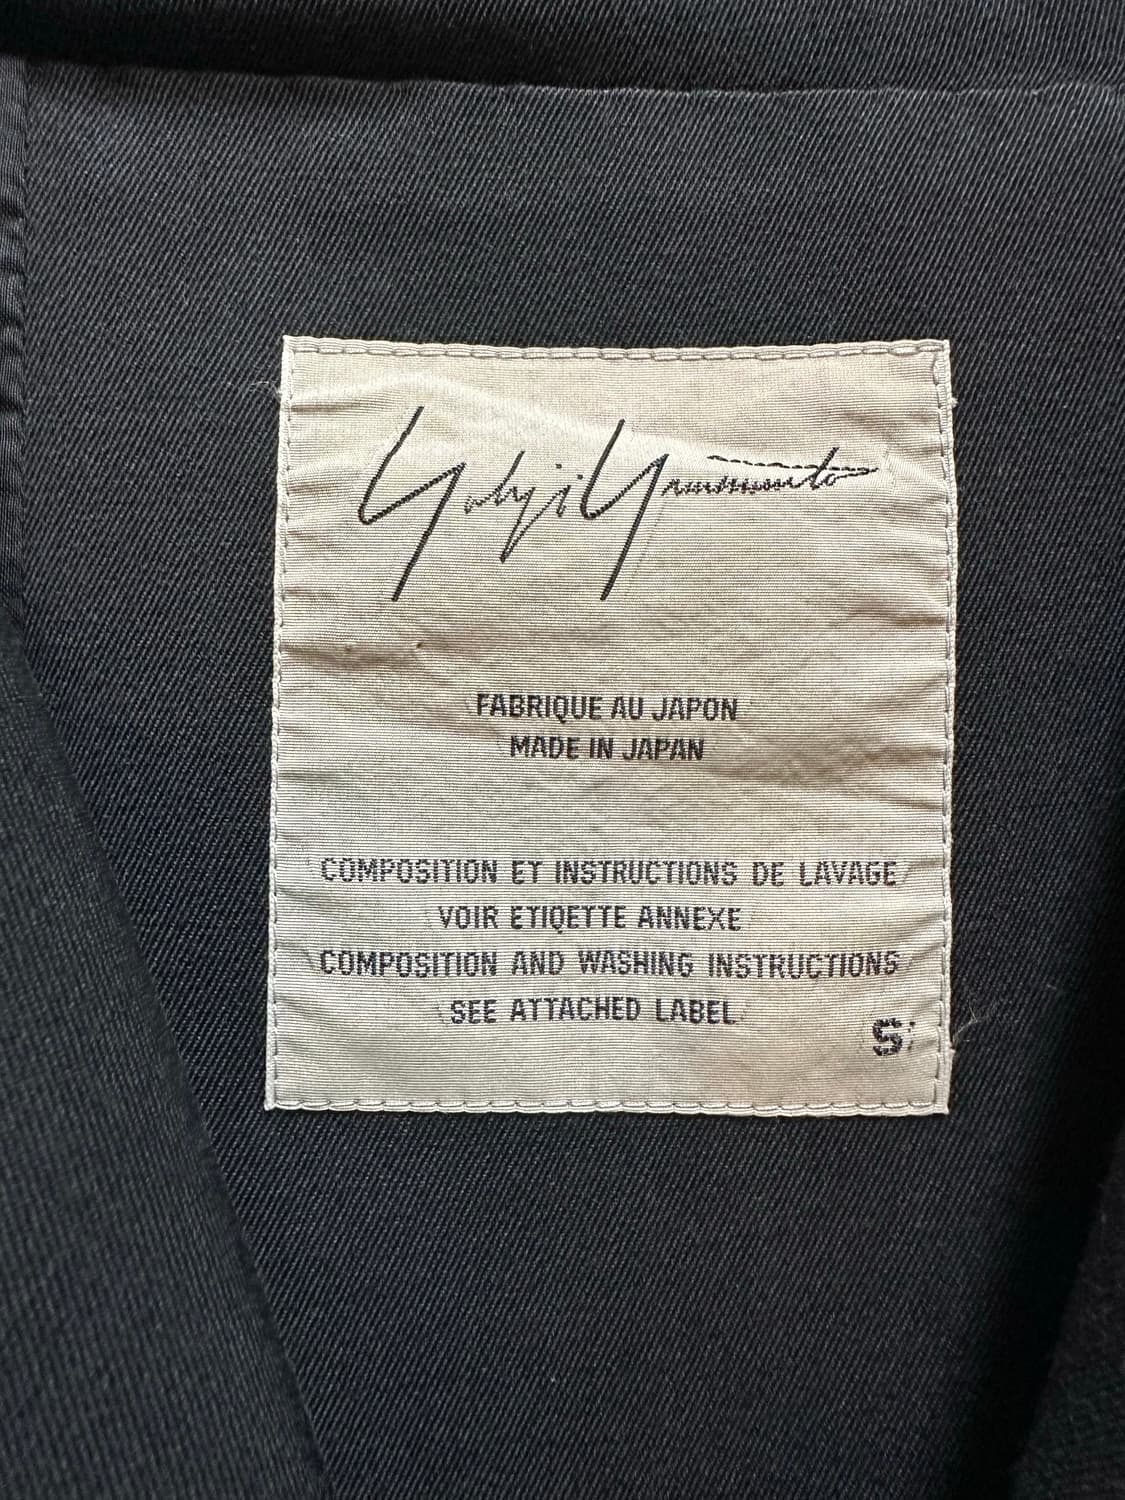 Yohji Yamamoto
FABRIQUE AU JAPON
MADE IN JAPAN
COMPOSITION ET INSTRUCTIONS DE LAVAGE
VOIR ETIQETTE ANNEXE
COMPOSITION AND WASHING INSTRUCTIONS
SEE ATTACHED LABEL
S